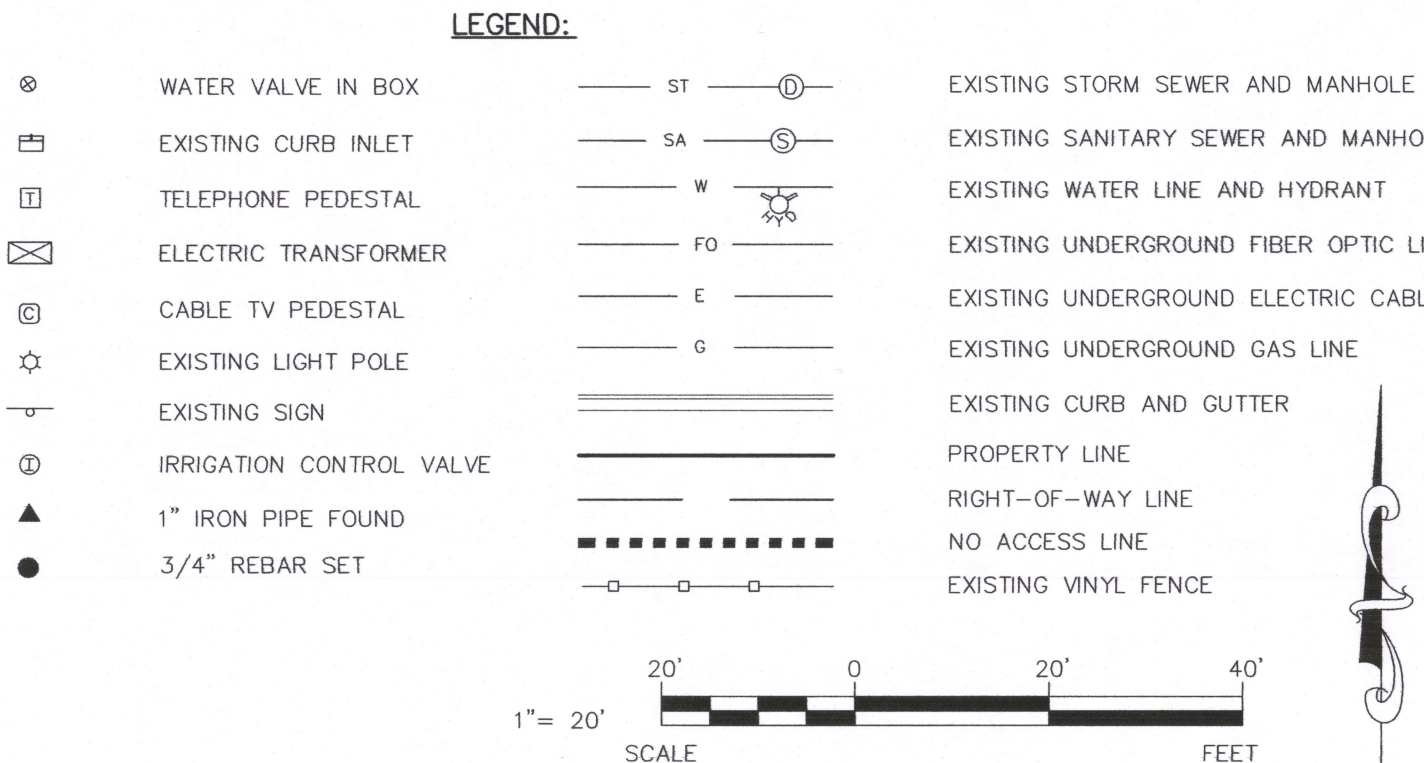 LEGEND:
WATER VALVE IN BOX
EXISTING CURB INLET
T TELEPHONE PEDESTAL
ELECTRIC TRANSFORMER
C CABLE TV PEDESTAL
EXISTING LIGHT POLE
EXISTING SIGN
I IRRIGATION CONTROL VALVE
1" IRON PIPE FOUND
3/4" REBAR SET
ST D EXISTING STORM SEWER AND MANHOLE
SA S EXISTING SANITARY SEWER AND MANHO
W HYD EXISTING WATER LINE AND HYDRANT
FO EXISTING UNDERGROUND FIBER OPTIC LI
E EXISTING UNDERGROUND ELECTRIC CABL
G EXISTING UNDERGROUND GAS LINE
EXISTING CURB AND GUTTER
PROPERTY LINE
RIGHT-OF-WAY LINE
NO ACCESS LINE
EXISTING VINYL FENCE
20' 0 20' 40'
1"= 20'
SCALE FEET